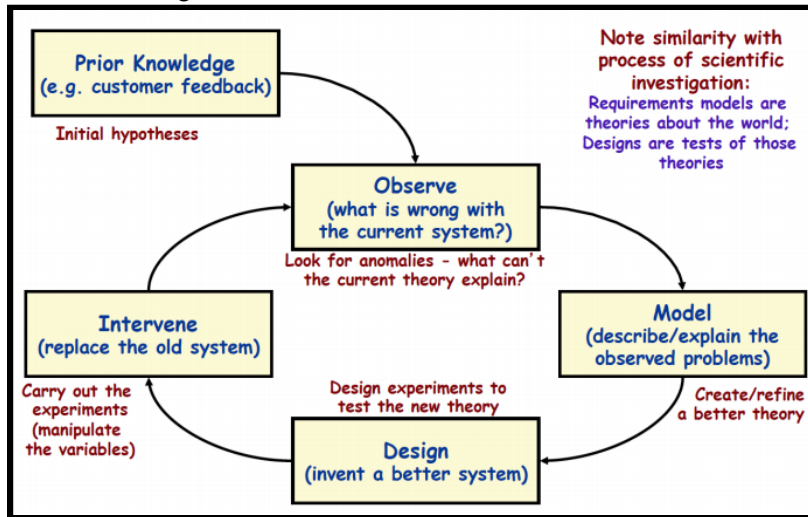 Prior Knowledge
(e.g. customer feedback)
Initial hypotheses
Note similarity with
process of scientific
investigation:
Requirements models are
theories about the world;
Designs are tests of those
theories
Observe
(what is wrong with
the current system?)
Look for anomalies - what can't
the current theory explain?
Intervene
(replace the old system)
Carry out the
experiments
(manipulate
the variables)
Model
(describe/explain the
observed problems)
Create/refine
a better theory
Design experiments to
test the new theory
Design
(invent a better system)